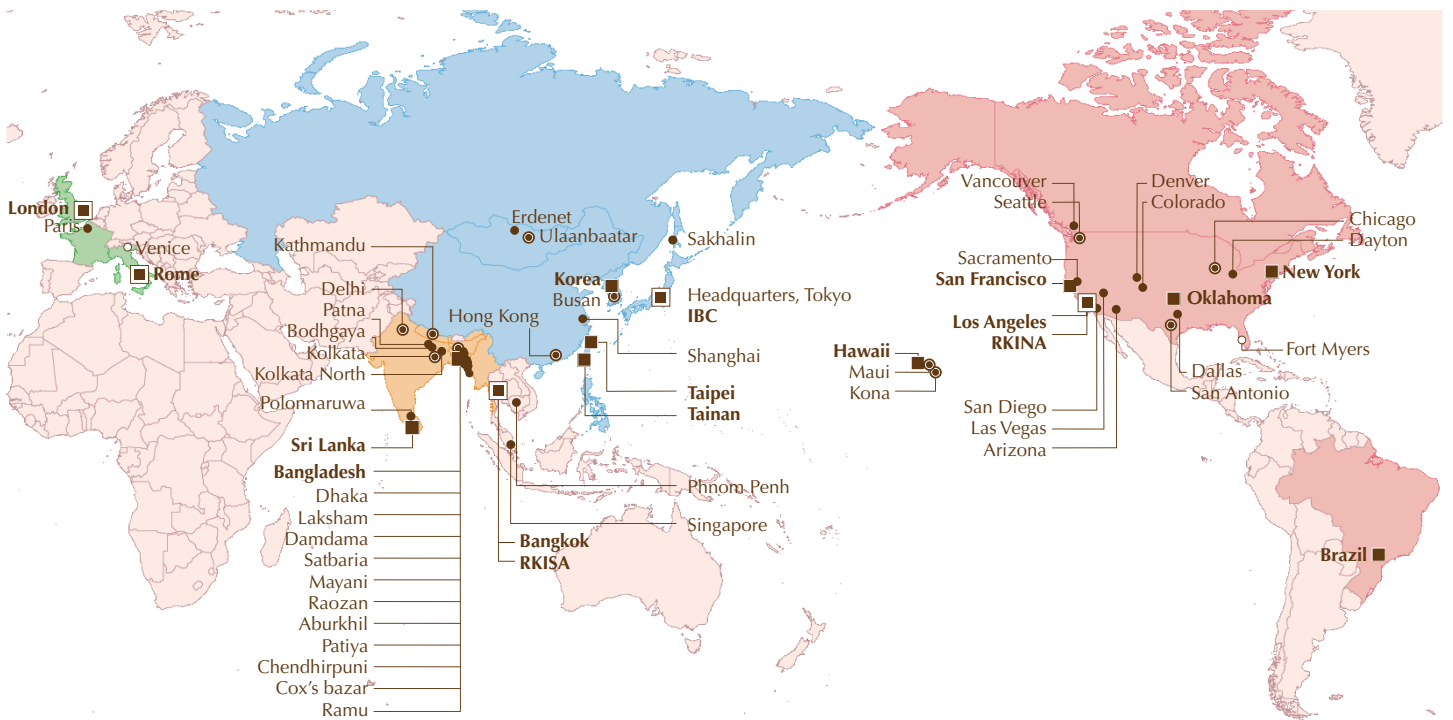 London
Paris
Venice
Rome
Kathmandu
Delhi
Patna
Bodhgaya
Kolkata
Kolkata North
Polonnaruwa
Sri Lanka
Bangladesh
Dhaka
Laksham
Damdama
Satbaria
Mayani
Raozan
Aburkhil
Patiya
Chendhirpuni
Cox's bazar
Ramu
Erdenet
Ulaanbaatar
Sakhalin
Korea
Busan
Hong Kong
Headquarters, Tokyo
IBC
Shanghai
Taipei
Tainan
Phnom Penh
Singapore
Bangkok
RKISA
Hawaii
Maui
Kona
Vancouver
Seattle
Sacramento
San Francisco
Los Angeles
RKINA
San Diego
Las Vegas
Arizona
Denver
Colorado
Chicago
Dayton
New York
Oklahoma
Fort Myers
Dallas
San Antonio
Brazil